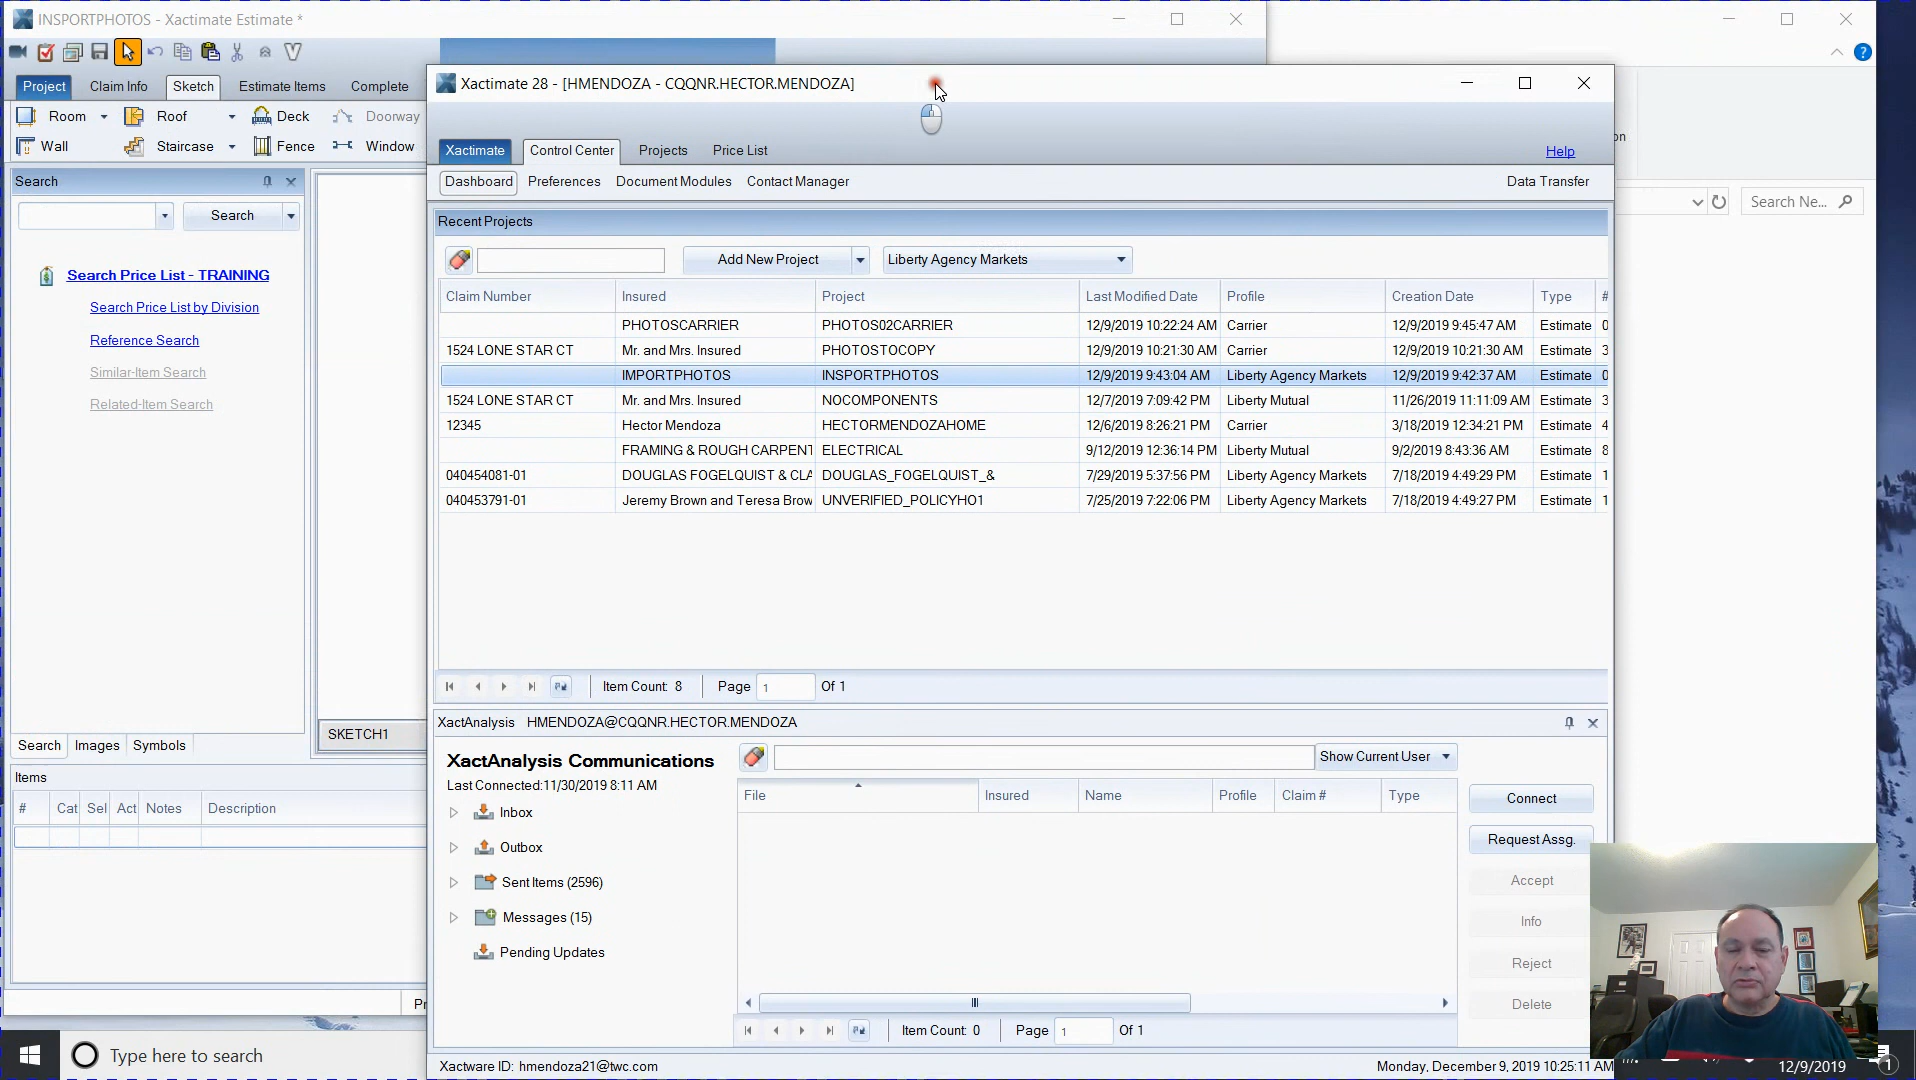 INSPORTPHOTOS - Xactimate Estimate *
Project Claim Info Sketch Estimate Items Complete
Room Roof Deck Doorway
Wall Staircase Fence Window
Search
Search
Search Price List - TRAINING
Search Price List by Division
Reference Search
Similar-Item Search
Related-Item Search
Search Images Symbols
SKETCH1
Items
# Cat Sel Act Notes Description
Pr
Xactimate 28 - [HMENDOZA - CQQNR.HECTOR.MENDOZA]
Xactimate Control Center Projects Price List Help
Dashboard Preferences Document Modules Contact Manager Data Transfer
Recent Projects
Add New Project Liberty Agency Markets
Claim Number Insured Project Last Modified Date Profile Creation Date Type #
PHOTOSCARRIER PHOTOS02CARRIER 12/9/2019 10:22:24 AM Carrier 12/9/2019 9:45:47 AM Estimate 0
1524 LONE STAR CT Mr. and Mrs. Insured PHOTOSTOCOPY 12/9/2019 10:21:30 AM Carrier 12/9/2019 10:21:30 AM Estimate 3
IMPORTPHOTOS INSPORTPHOTOS 12/9/2019 9:43:04 AM Liberty Agency Markets 12/9/2019 9:42:37 AM Estimate 0
1524 LONE STAR CT Mr. and Mrs. Insured NOCOMPONENTS 12/7/2019 7:09:42 PM Liberty Mutual 11/26/2019 11:11:09 AM Estimate 3
12345 Hector Mendoza HECTORMENDOZAHOME 12/6/2019 8:26:21 PM Carrier 3/18/2019 12:34:21 PM Estimate 4
FRAMING & ROUGH CARPENT ELECTRICAL 9/12/2019 12:36:14 PM Liberty Mutual 9/2/2019 8:43:36 AM Estimate 8
040454081-01 DOUGLAS FOGELQUIST & CLA DOUGLAS_FOGELQUIST_& 7/29/2019 5:37:56 PM Liberty Agency Markets 7/18/2019 4:49:29 PM Estimate 1
040453791-01 Jeremy Brown and Teresa Brow UNVERIFIED_POLICYHO1 7/25/2019 7:22:06 PM Liberty Agency Markets 7/18/2019 4:49:27 PM Estimate 1
Item Count: 8 Page 1 Of 1
XactAnalysis HMENDOZA@CQQNR.HECTOR.MENDOZA
XactAnalysis Communications
Last Connected:11/30/2019 8:11 AM
Inbox
Outbox
Sent Items (2596)
Messages (15)
Pending Updates
Show Current User
File Insured Name Profile Claim # Type
Connect
Request Assg.
Accept
Info
Reject
Delete
Item Count: 0 Page 1 Of 1
Xactware ID: hmendoza21@twc.com
Monday, December 9, 2019 10:25:11 AM
on
Search Ne...
Type here to search
12/9/2019
1